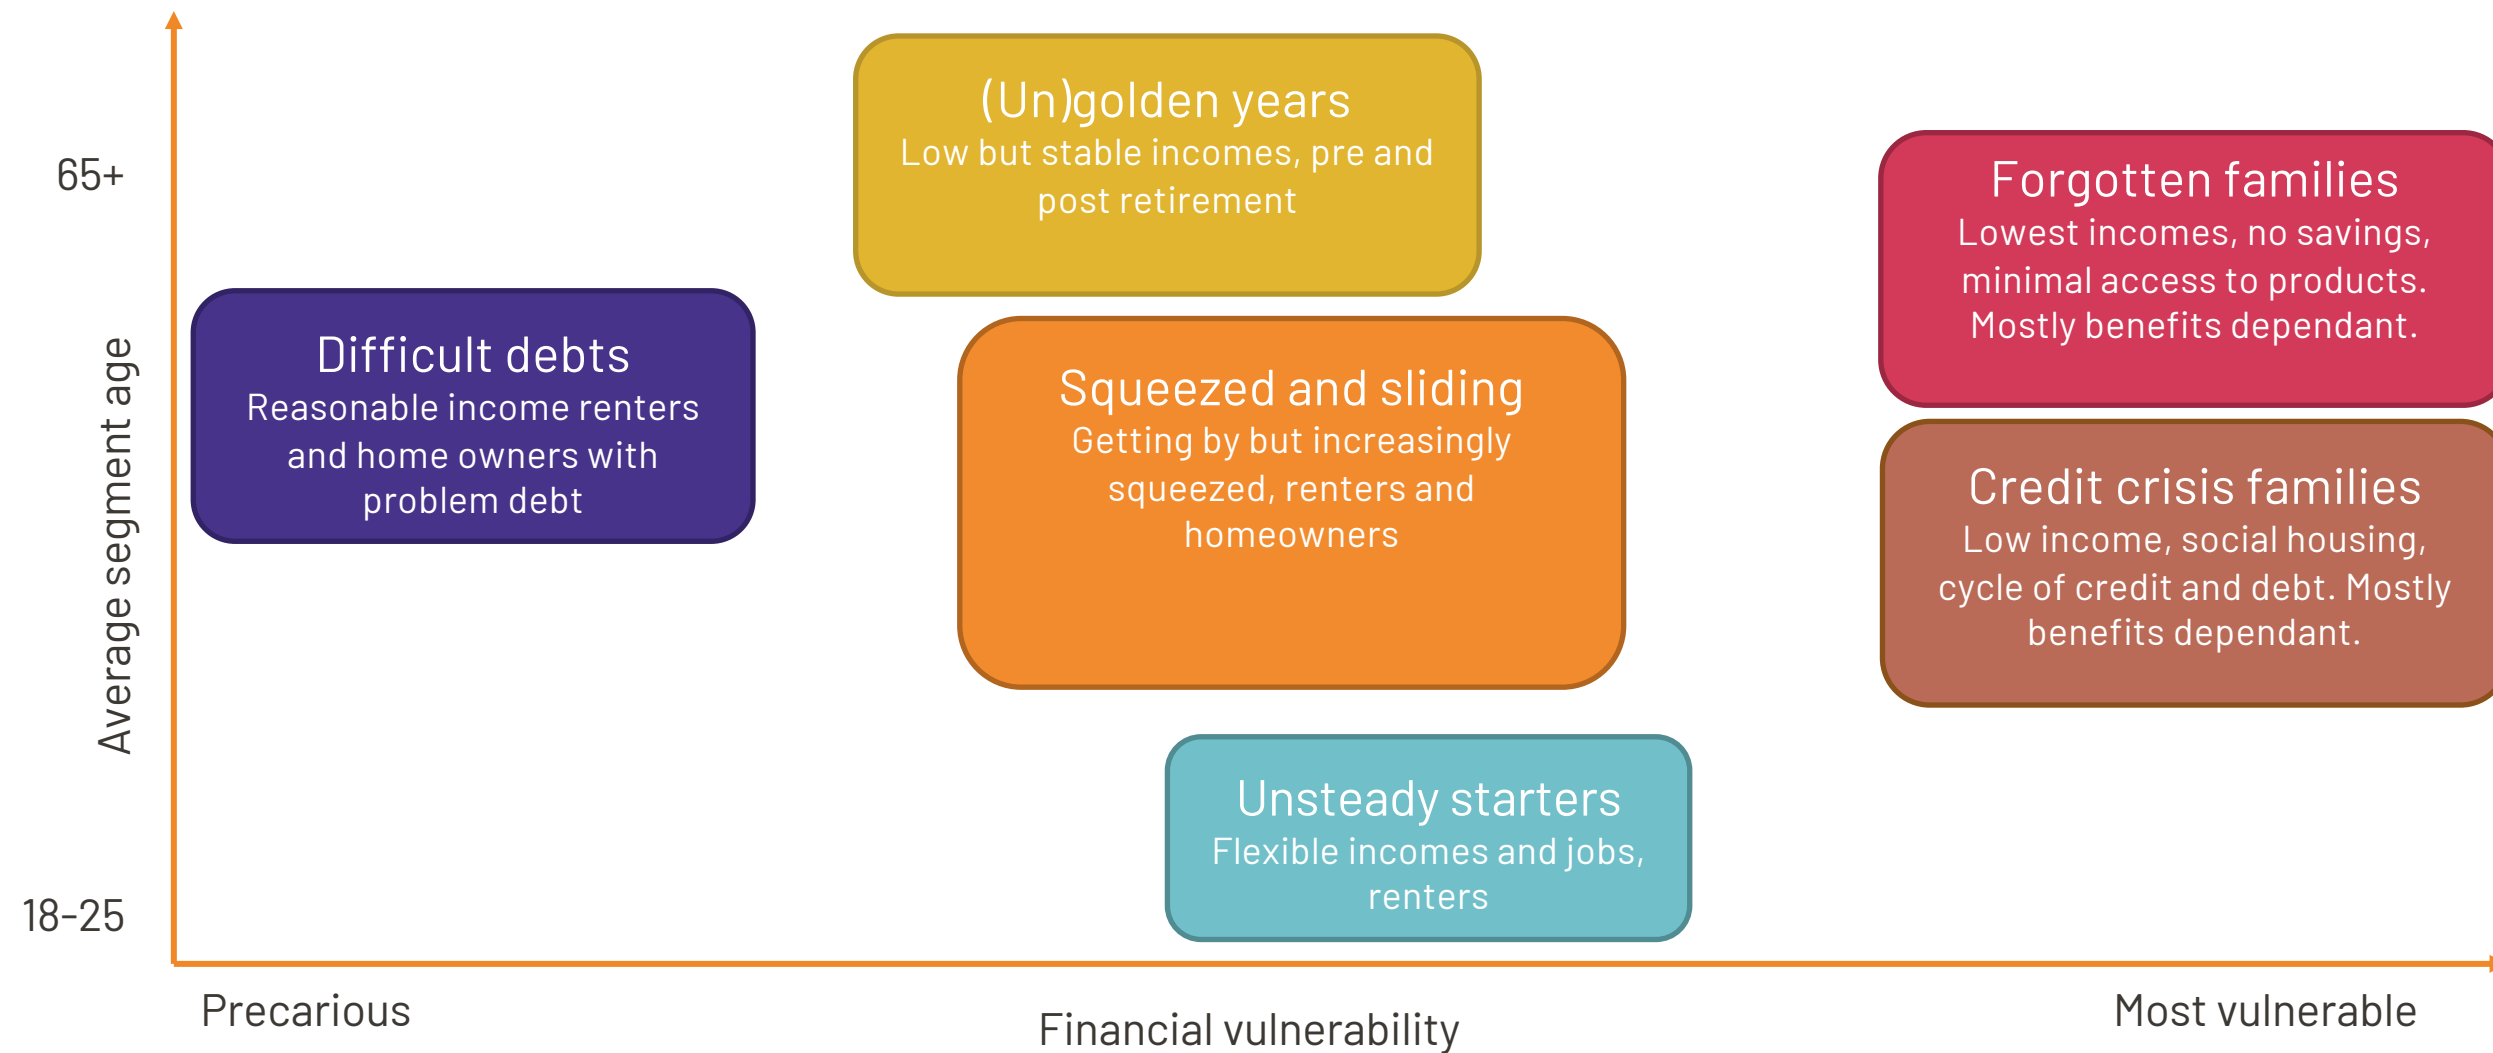 (Un)golden years
Low but stable incomes, pre and
post retirement
65+
Forgotten families
Lowest incomes, no savings,
minimal access to products.
Mostly benefits dependant.
Difficult debts
Reasonable income renters
and home owners with
problem debt
Squeezed and sliding
Getting by but increasingly
squeezed, renters and
homeowners
Credit crisis families
Low income, social housing,
cycle of credit and debt. Mostly
benefits dependant.
Average segment age
Unsteady starters
Flexible incomes and jobs,
renters
18-25
Precarious
Financial vulnerability
Most vulnerable